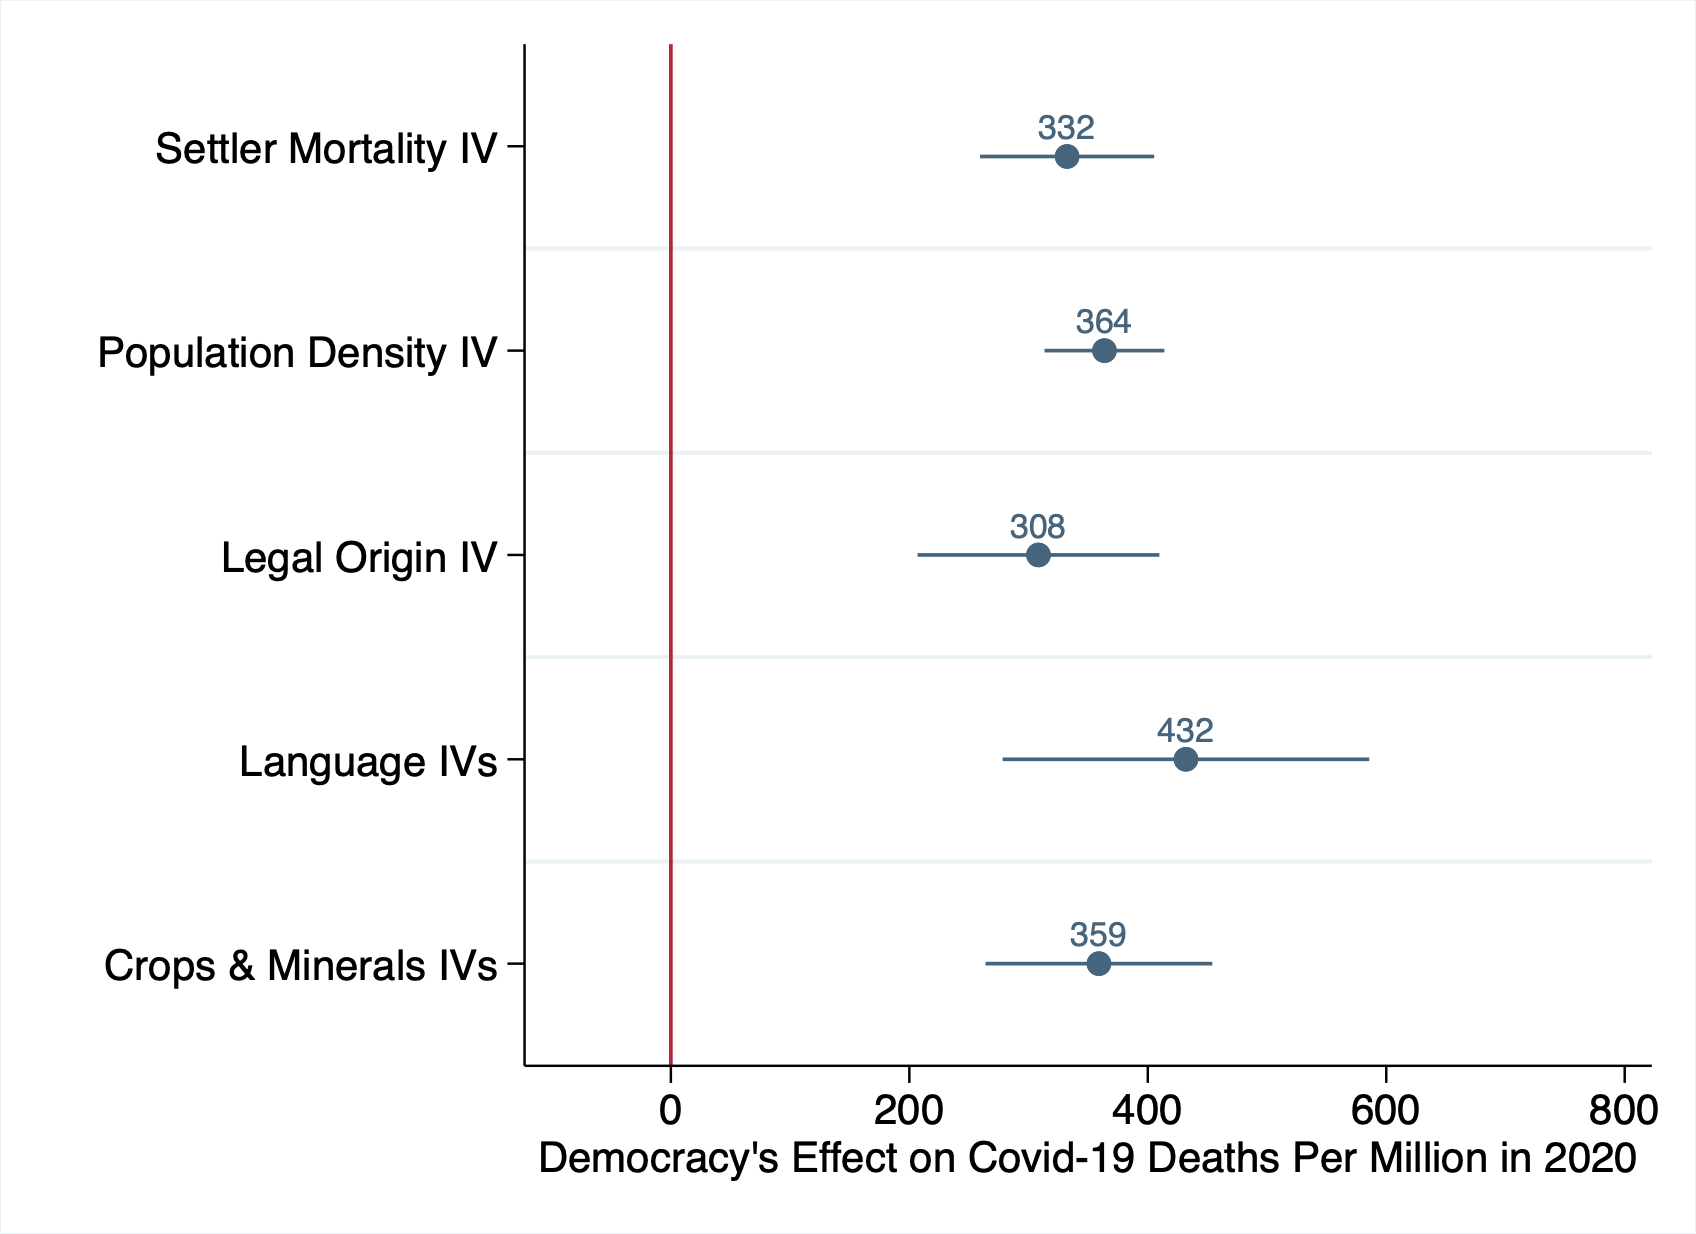 Settler Mortality IV
332
Population Density IV
364
Legal Origin IV
308
Language IVs
432
Crops & Minerals IVs
359
0 200 400 600 800
Democracy's Effect on Covid-19 Deaths Per Million in 2020